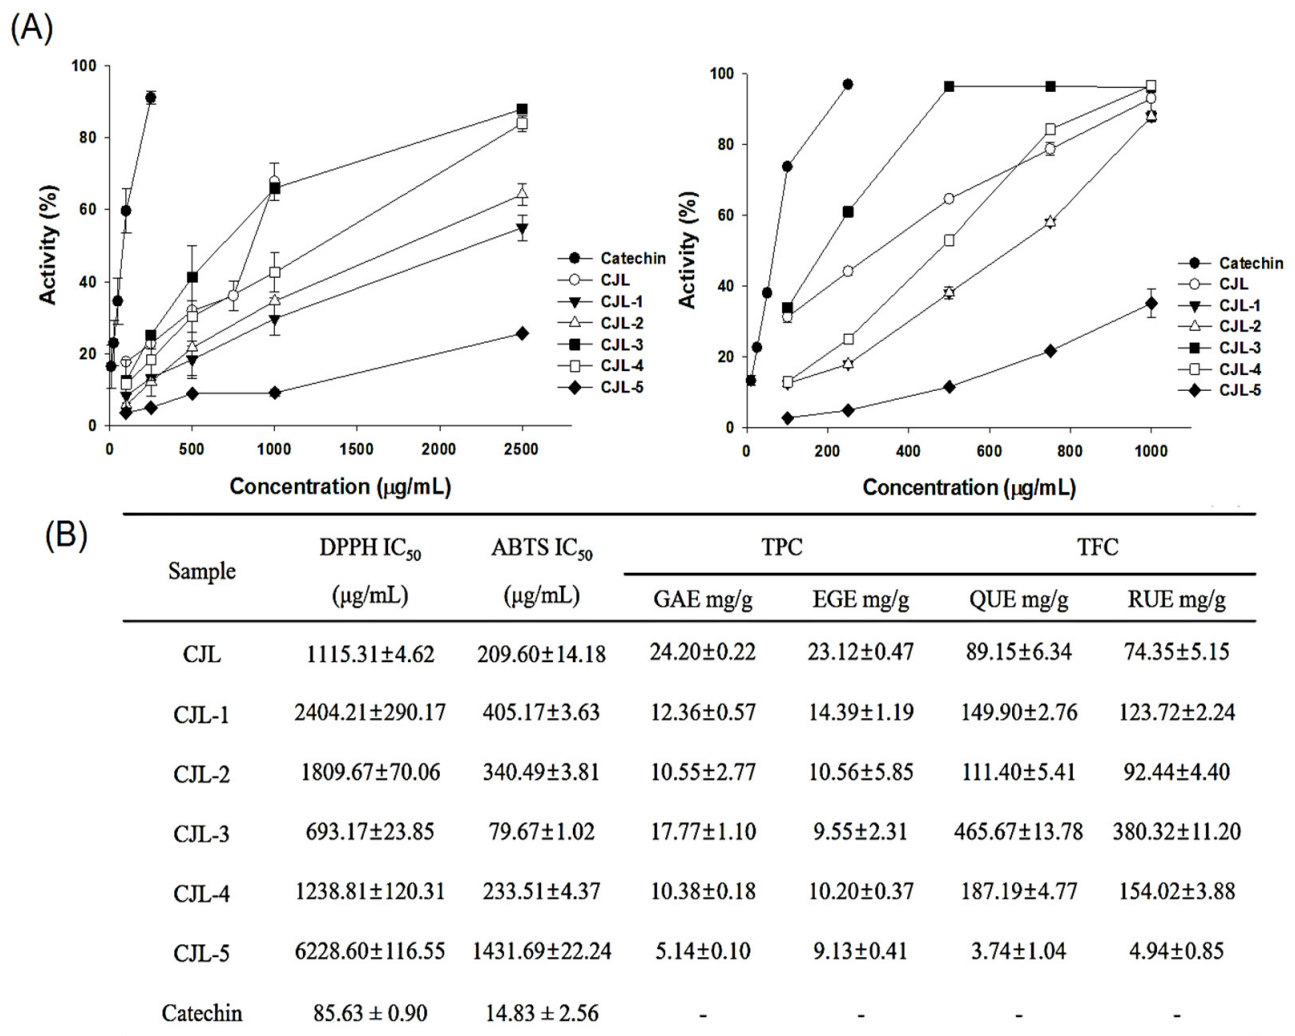 (A)
100
80
60
40
20
0
Activity (%)
0 500 1000 1500 2000 2500
Concentration (µg/mL)
Catechin
CJL
CJL-1
CJL-2
CJL-3
CJL-4
CJL-5
100
80
60
40
20
0
Activity (%)
0 200 400 600 800 1000
Concentration (µg/mL)
Catechin
CJL
CJL-1
CJL-2
CJL-3
CJL-4
CJL-5
(B)
Sample DPPH IC50 (µg/mL) ABTS IC50 (µg/mL) TPC TFC
GAE mg/g EGE mg/g QUE mg/g RUE mg/g
CJL 1115.31±4.62 209.60±14.18 24.20±0.22 23.12±0.47 89.15±6.34 74.35±5.15
CJL-1 2404.21±290.17 405.17±3.63 12.36±0.57 14.39±1.19 149.90±2.76 123.72±2.24
CJL-2 1809.67±70.06 340.49±3.81 10.55±2.77 10.56±5.85 111.40±5.41 92.44±4.40
CJL-3 693.17±23.85 79.67±1.02 17.77±1.10 9.55±2.31 465.67±13.78 380.32±11.20
CJL-4 1238.81±120.31 233.51±4.37 10.38±0.18 10.20±0.37 187.19±4.77 154.02±3.88
CJL-5 6228.60±116.55 1431.69±22.24 5.14±0.10 9.13±0.41 3.74±1.04 4.94±0.85
Catechin 85.63 ± 0.90 14.83 ± 2.56 - - - -